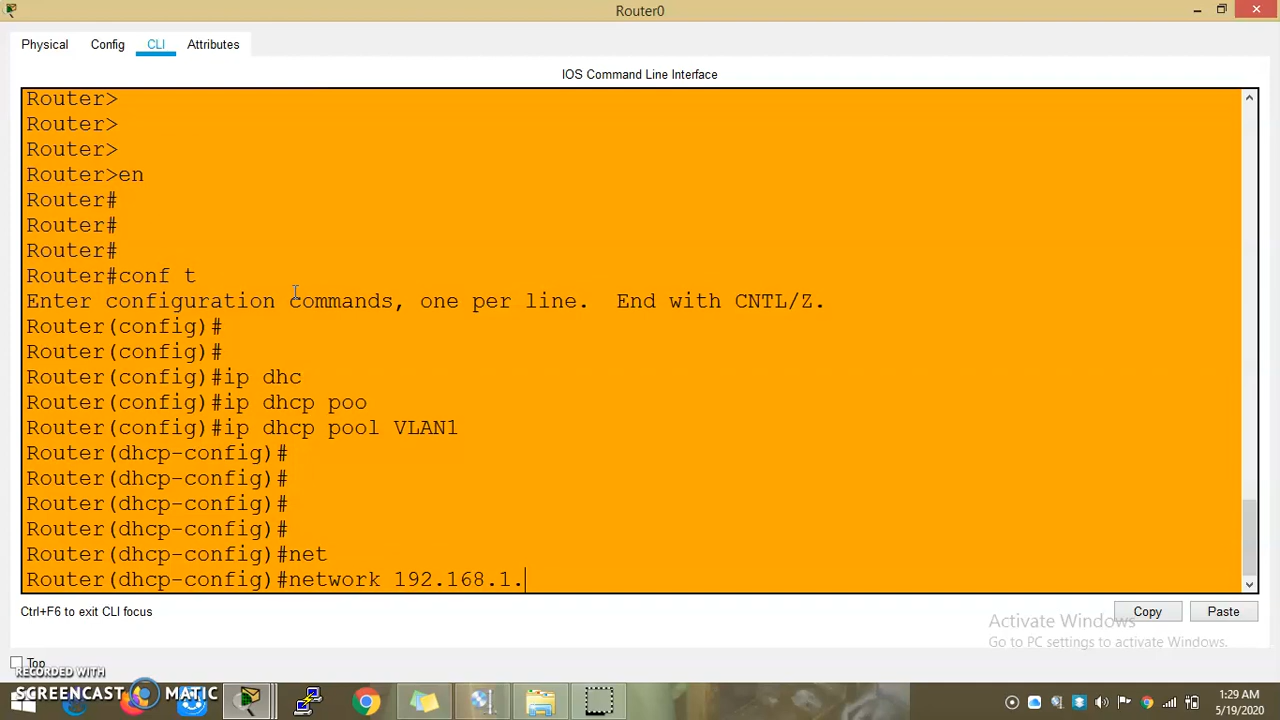 Router0
Physical
Config
CLI
Attributes
IOS Command Line Interface
Router>
Router>
Router>
Router>en
Router#
Router#
Router#
Router#conf t
Enter configuration commands, one per line.  End with CNTL/Z.
Router(config)#
Router(config)#
Router(config)#ip dhc
Router(config)#ip dhcp poo
Router(config)#ip dhcp pool VLAN1
Router(dhcp-config)#
Router(dhcp-config)#
Router(dhcp-config)#
Router(dhcp-config)#
Router(dhcp-config)#net
Router(dhcp-config)#network 192.168.1.
Ctrl+F6 to exit CLI focus
Copy
Paste
Activate Windows
Go to PC settings to activate Windows.
Top
RECORDED WITH
SCREENCAST MATIC
1:29 AM
5/19/2020